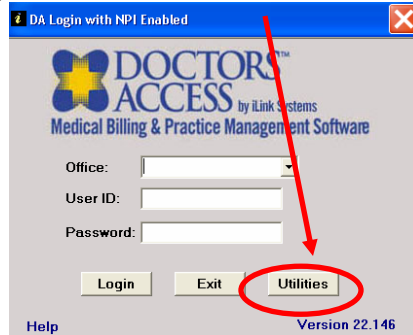 DA Login with NPI Enabled
DOCTORS™
ACCESS by iLink Systems
Medical Billing & Practice Management Software
Office:
User ID:
Password:
Login Exit Utilities
Help Version 22.146